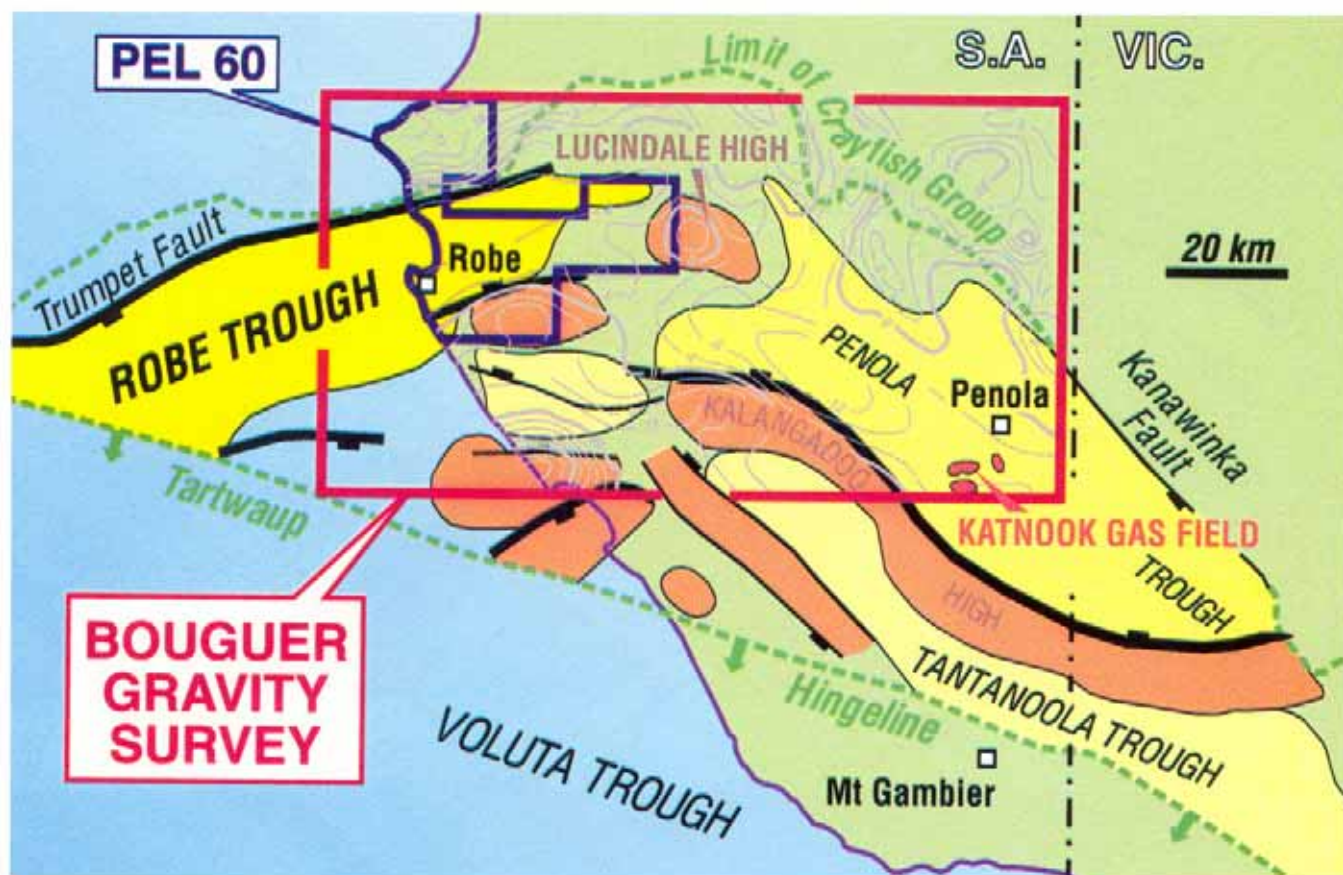 PEL 60
S.A.
VIC.
Limit of Crayfish Group
LUCINDALE HIGH
Trumpet Fault
Robe
20 km
ROBE TROUGH
PENOLA
Penola
Kanawinka
Fault
KALANGADOO
Tartwaup
KATNOOK GAS FIELD
TROUGH
HIGH
BOUGUER
GRAVITY
SURVEY
TANTANOOLA TROUGH
Hingeline
VOLUTA TROUGH
Mt Gambier